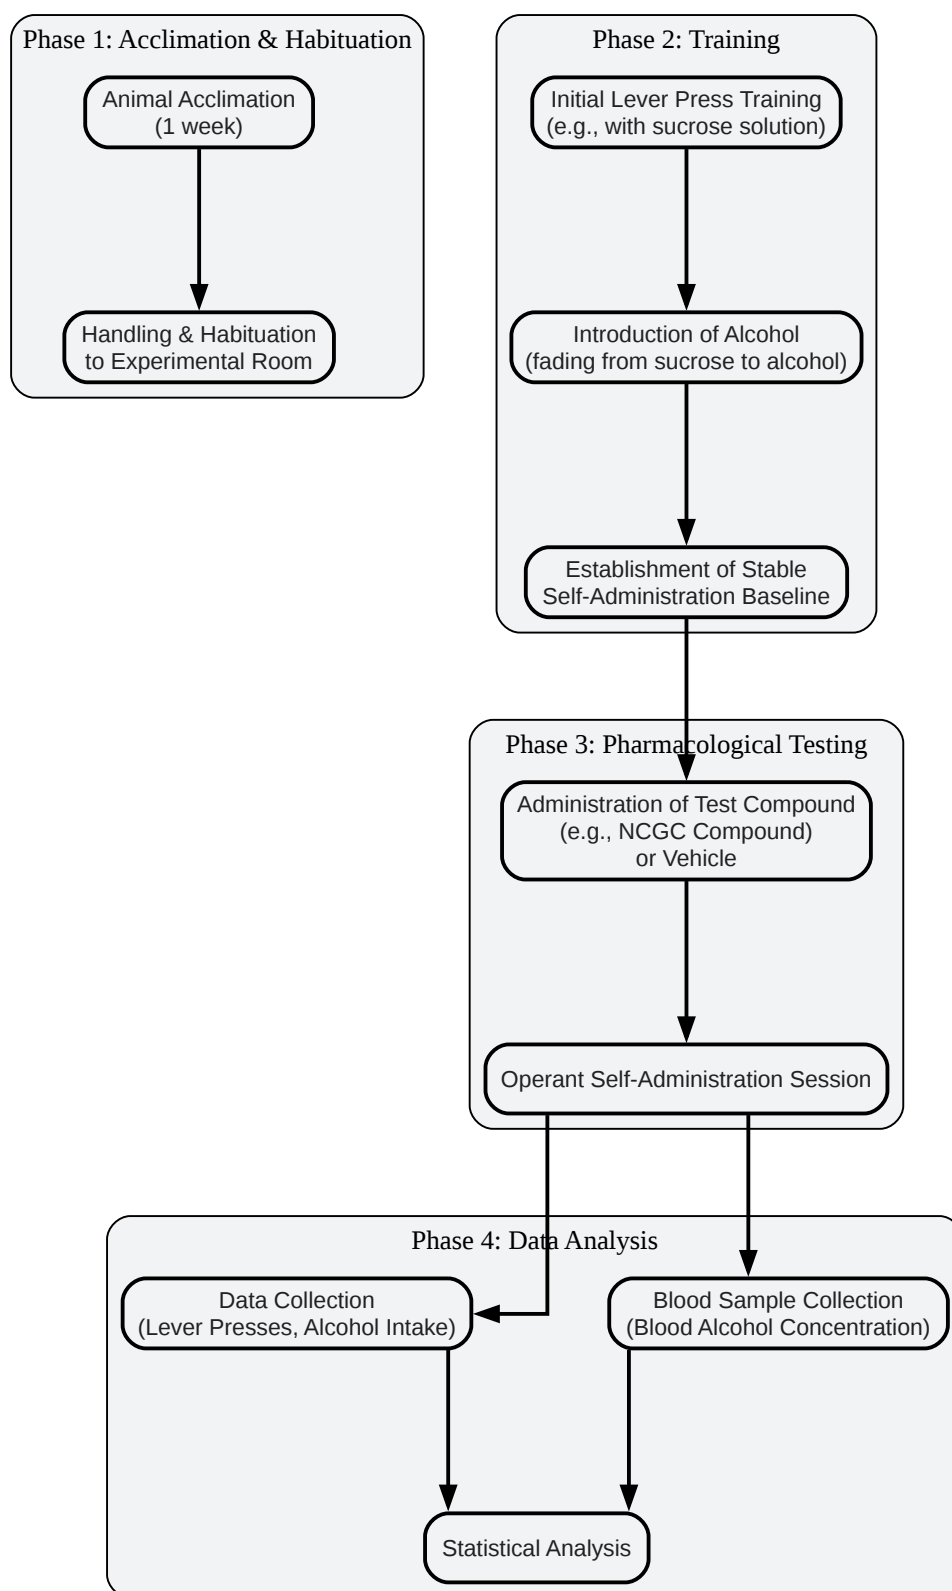 Phase 1: Acclimation & Habituation
Animal Acclimation
(1 week)
Handling & Habituation
to Experimental Room
Phase 2: Training
Initial Lever Press Training
(e.g., with sucrose solution)
Introduction of Alcohol
(fading from sucrose to alcohol)
Establishment of Stable
Self-Administration Baseline
Phase 3: Pharmacological Testing
Administration of Test Compound
(e.g., NCGC Compound)
or Vehicle
Operant Self-Administration Session
Phase 4: Data Analysis
Data Collection
(Lever Presses, Alcohol Intake)
Blood Sample Collection
(Blood Alcohol Concentration)
Statistical Analysis